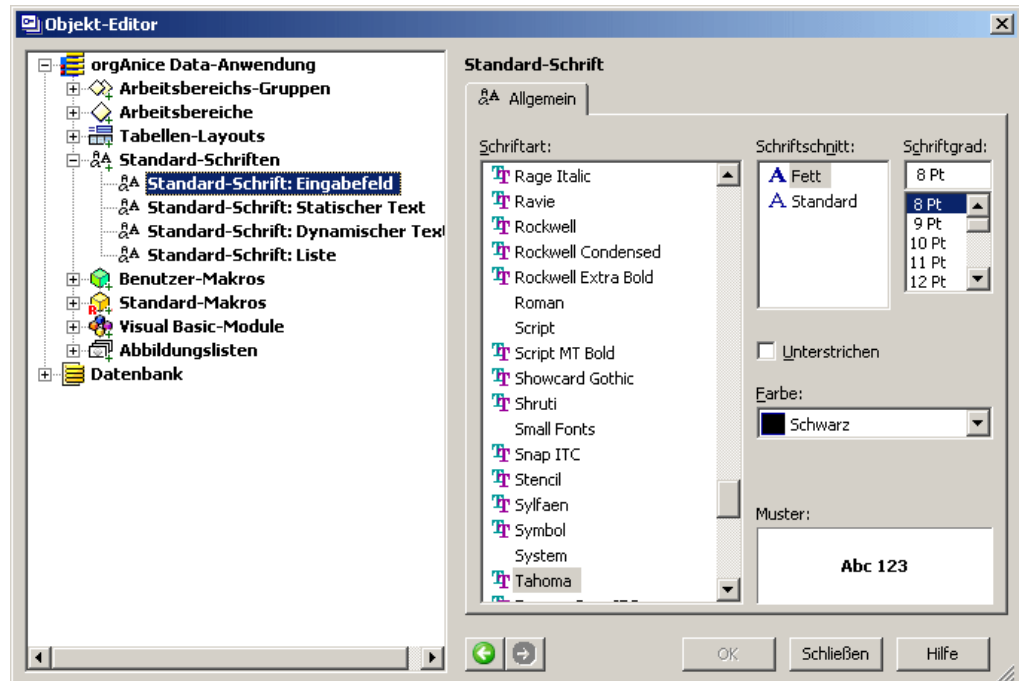 Objekt-Editor
orgAnice Data-Anwendung
Arbeitsbereichs-Gruppen
Arbeitsbereiche
Tabellen-Layouts
Standard-Schriften
Standard-Schrift: Eingabefeld
Standard-Schrift: Statischer Text
Standard-Schrift: Dynamischer Tex
Standard-Schrift: Liste
Benutzer-Makros
Standard-Makros
Visual Basic-Module
Abbildungslisten
Datenbank
Standard-Schrift
Allgemein
Schriftart:
Rage Italic
Ravie
Rockwell
Rockwell Condensed
Rockwell Extra Bold
Roman
Script
Script MT Bold
Showcard Gothic
Shruti
Small Fonts
Snap ITC
Stencil
Sylfaen
Symbol
System
Tahoma
Schriftschnitt:
Fett
Standard
Schriftgrad:
8 Pt
8 Pt
9 Pt
10 Pt
11 Pt
12 Pt
Unterstrichen
Farbe:
Schwarz
Muster:
Abc 123
OK
Schließen
Hilfe